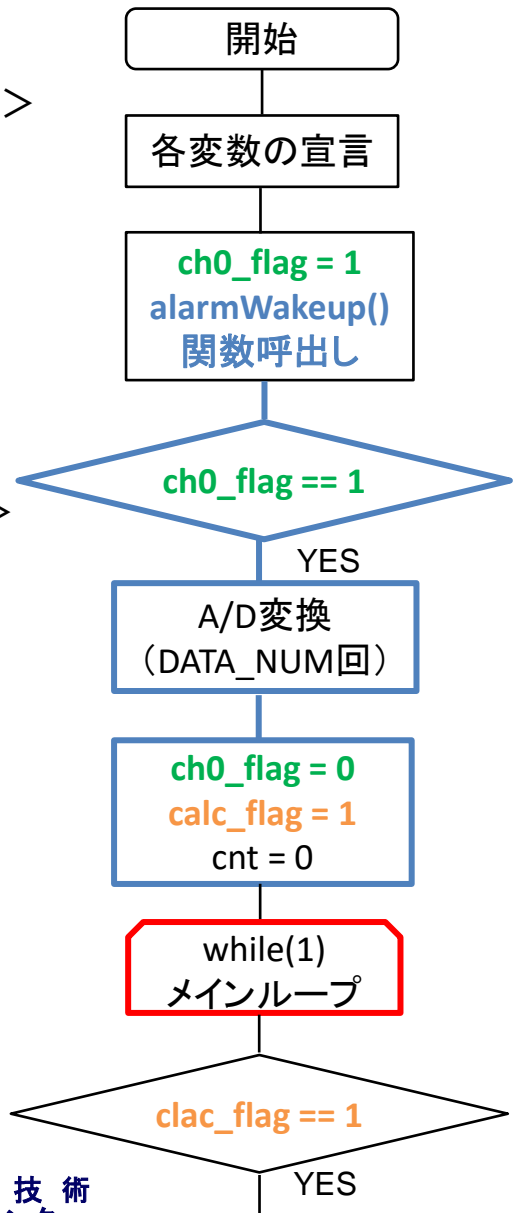 開始
>
各変数の宣言
ch0_flag = 1
alarmWakeup()
関数呼出し
ch0_flag == 1
>
YES
A/D変換
（DATA_NUM回）
ch0_flag = 0
calc_flag = 1
cnt = 0
while(1)
メインループ
clac_flag == 1
YES
技 術